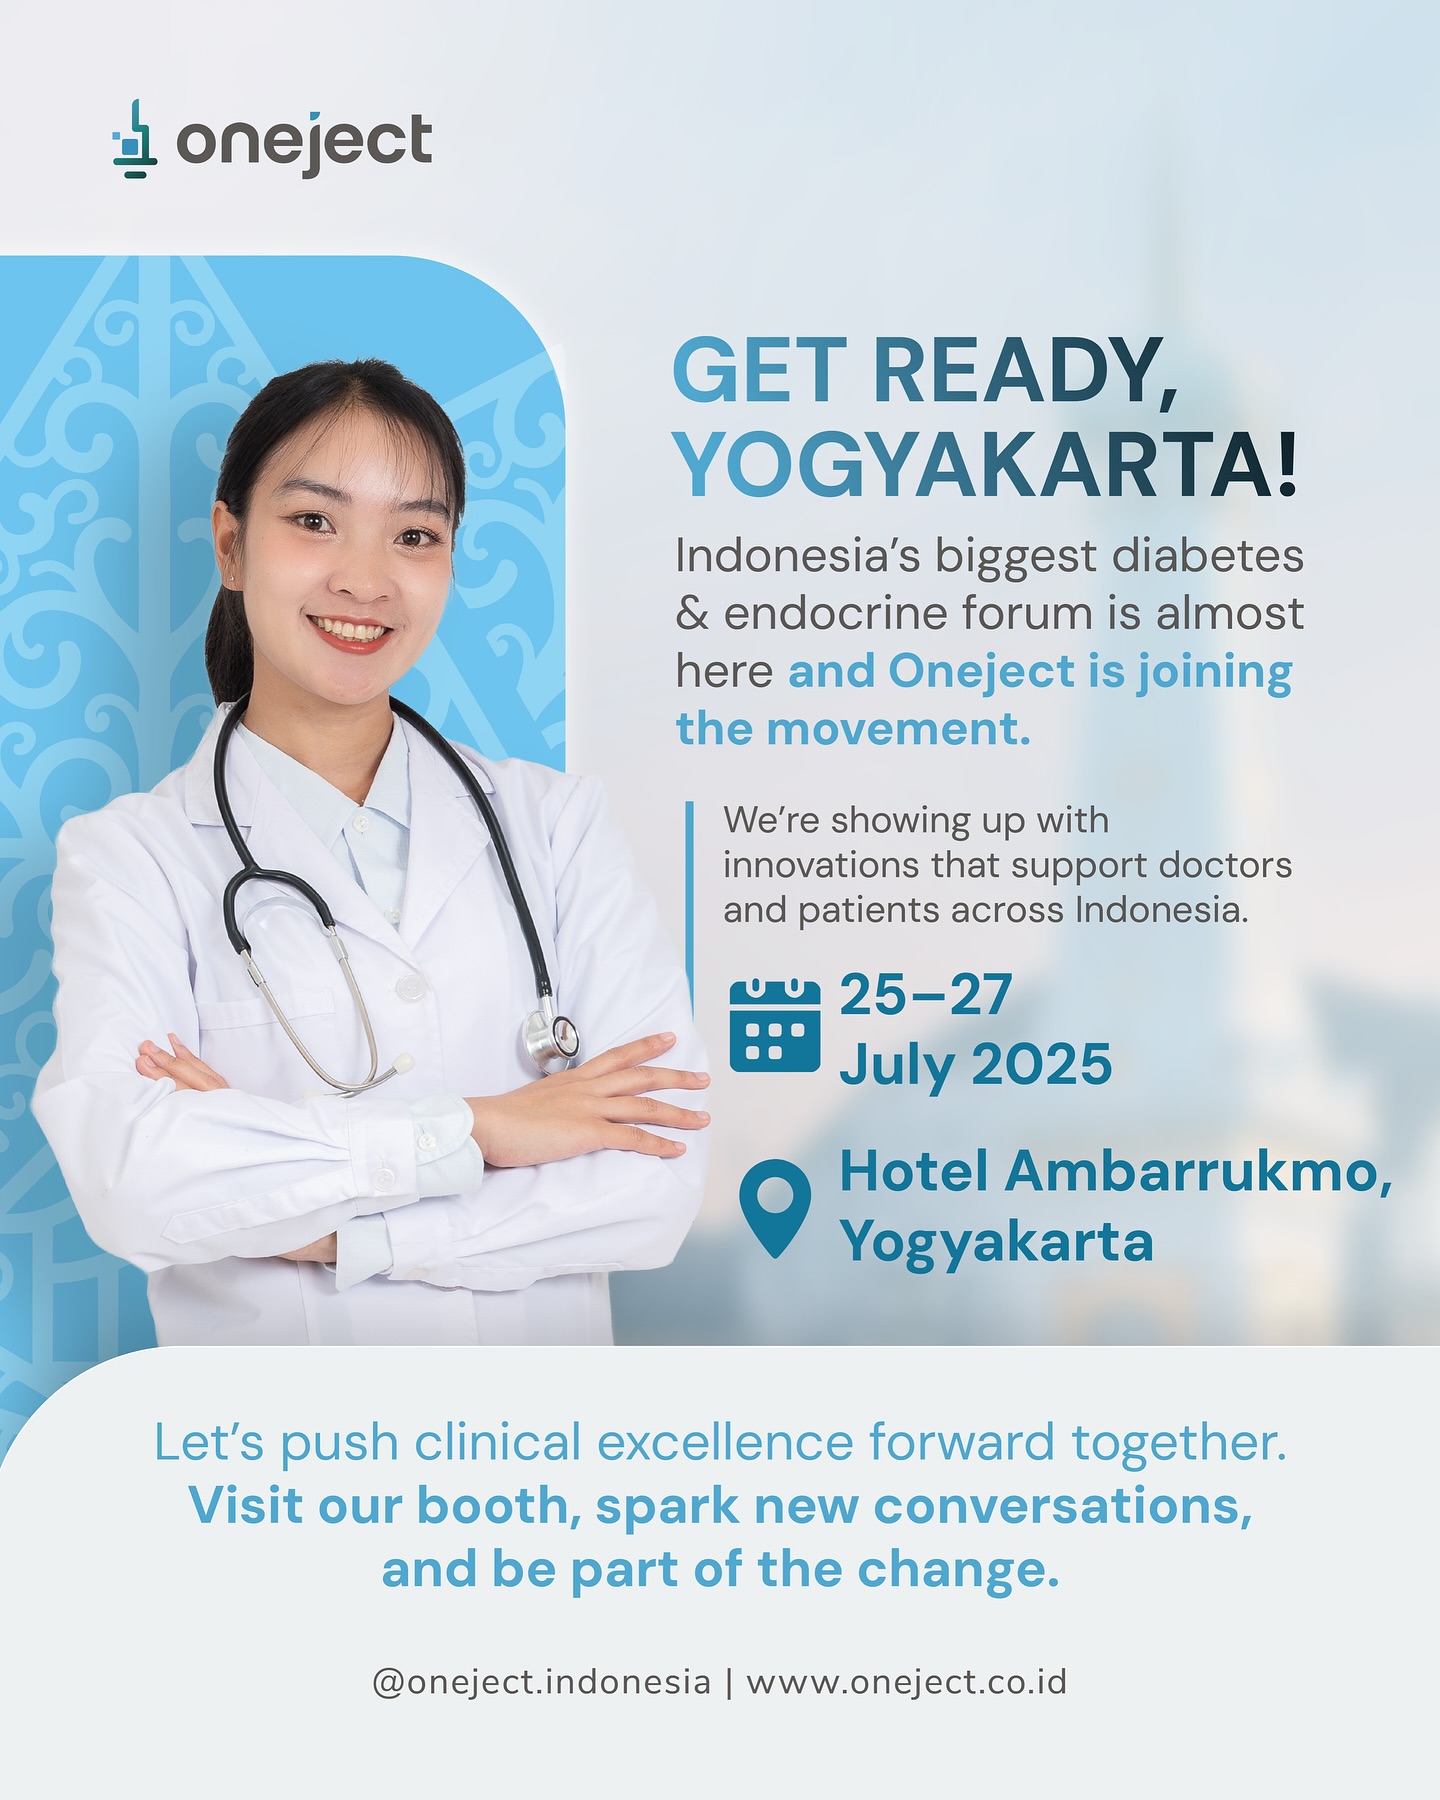 oneject
GET READY,
YOGYAKARTA!
Indonesia’s biggest diabetes
& endocrine forum is almost
here and Oneject is joining
the movement.
We’re showing up with
innovations that support doctors
and patients across Indonesia.
25–27
July 2025
Hotel Ambarrukmo,
Yogyakarta
Let’s push clinical excellence forward together.
Visit our booth, spark new conversations,
and be part of the change.
@oneject.indonesia | www.oneject.co.id